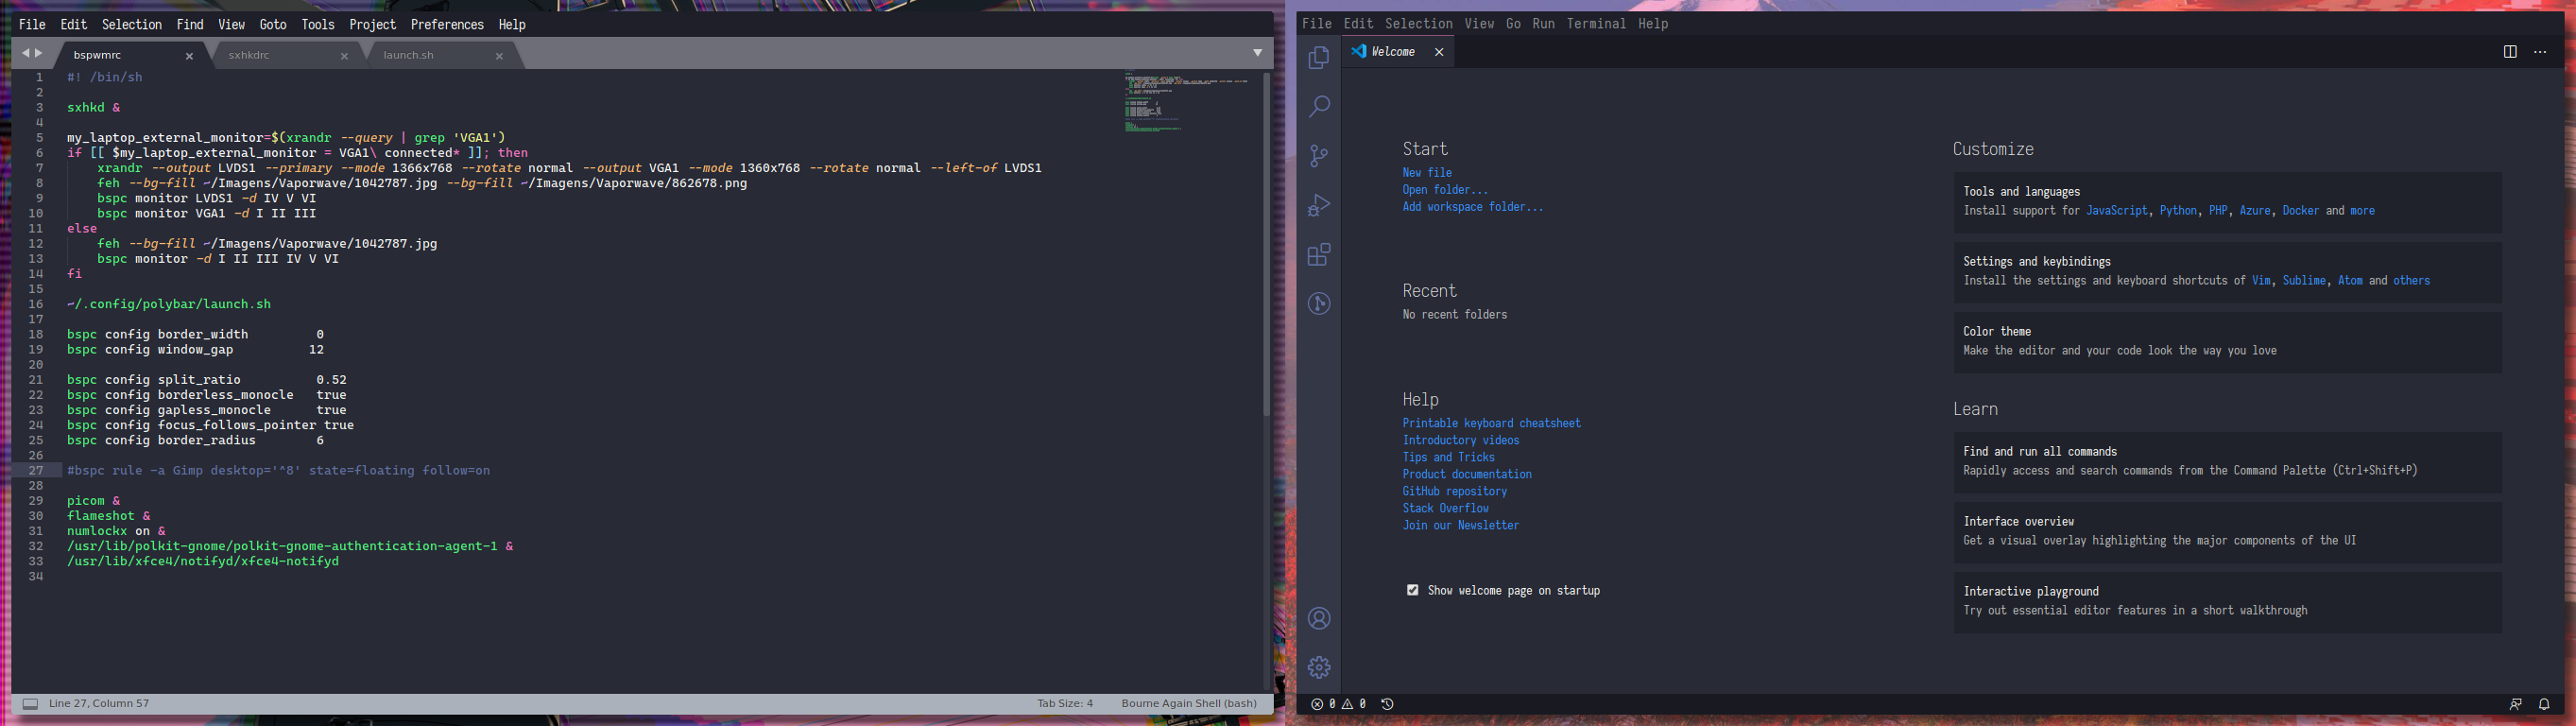 File Edit Selection Find View Goto Tools Project Preferences Help
bspwmrc × sxhkdrc × launch.sh ×
1 #! /bin/sh
2
3 sxhkd &
4
5 my_laptop_external_monitor=$(xrandr --query | grep 'VGA1')
6 if [[ $my_laptop_external_monitor = VGA1\ connected* ]]; then
7     xrandr --output LVDS1 --primary --mode 1366x768 --rotate normal --output VGA1 --mode 1360x768 --rotate normal --left-of LVDS1
8     feh --bg-fill ~/Imagens/Vaporwave/1042787.jpg --bg-fill ~/Imagens/Vaporwave/862678.png
9     bspc monitor LVDS1 -d IV V VI
10     bspc monitor VGA1 -d I II III
11 else
12     feh --bg-fill ~/Imagens/Vaporwave/1042787.jpg
13     bspc monitor -d I II III IV V VI
14 fi
15
16 ~/.config/polybar/launch.sh
17
18 bspc config border_width         0
19 bspc config window_gap          12
20
21 bspc config split_ratio          0.52
22 bspc config borderless_monocle   true
23 bspc config gapless_monocle      true
24 bspc config focus_follows_pointer true
25 bspc config border_radius        6
26
27 #bspc rule -a Gimp desktop='^8' state=floating follow=on
28
29 picom &
30 flameshot &
31 numlockx on &
32 /usr/lib/polkit-gnome/polkit-gnome-authentication-agent-1 &
33 /usr/lib/xfce4/notifyd/xfce4-notifyd
34
Line 27, Column 57 Tab Size: 4 Bourne Again Shell (bash)
File Edit Selection View Go Run Terminal Help
Welcome ×
Start
New file
Open folder...
Add workspace folder...
Recent
No recent folders
Help
Printable keyboard cheatsheet
Introductory videos
Tips and Tricks
Product documentation
GitHub repository
Stack Overflow
Join our Newsletter
Show welcome page on startup
Customize
Tools and languages
Install support for JavaScript, Python, PHP, Azure, Docker and more
Settings and keybindings
Install the settings and keyboard shortcuts of Vim, Sublime, Atom and others
Color theme
Make the editor and your code look the way you love
Learn
Find and run all commands
Rapidly access and search commands from the Command Palette (Ctrl+Shift+P)
Interface overview
Get a visual overlay highlighting the major components of the UI
Interactive playground
Try out essential editor features in a short walkthrough
0 0